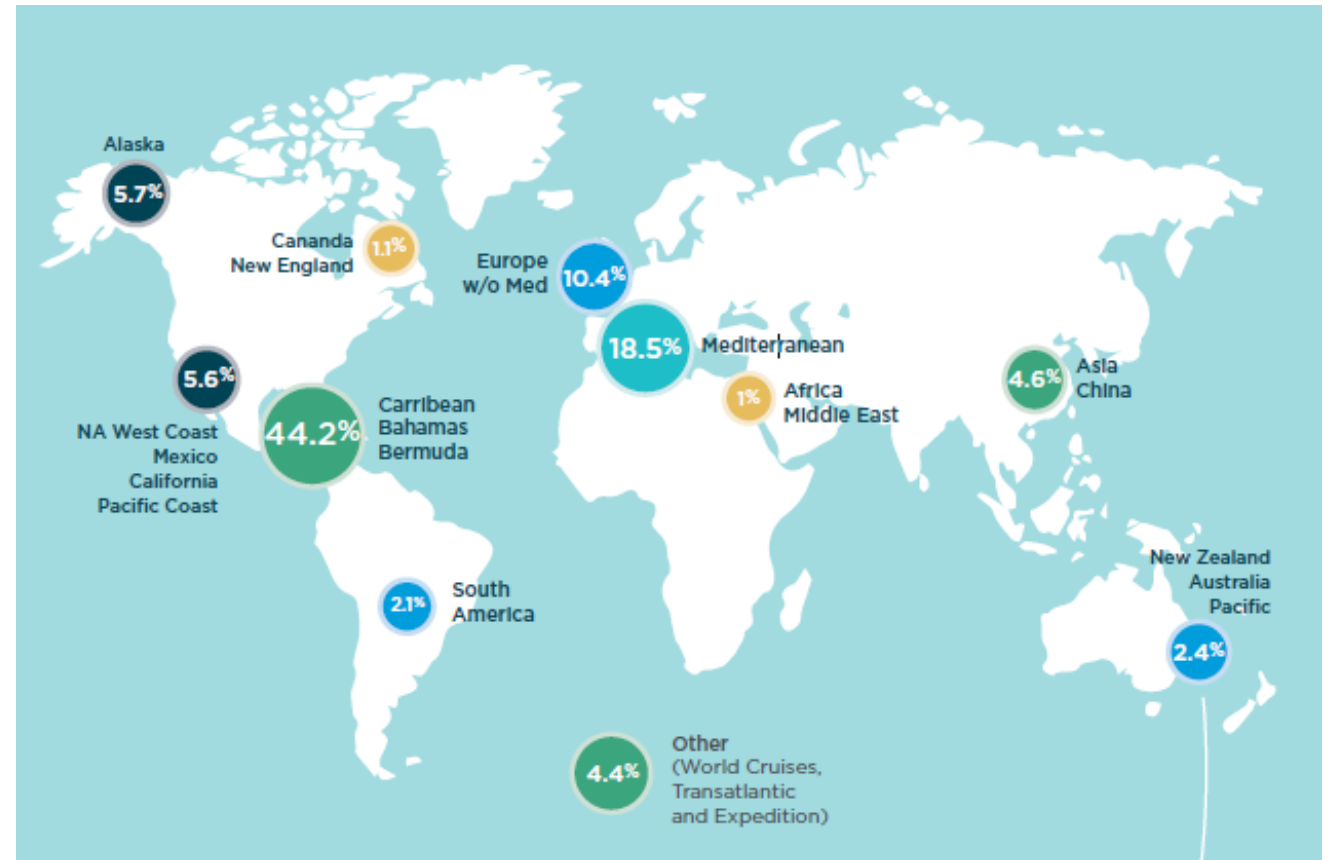 Alaska
5.7%
Cananda
New England
1.1%
Europe
w/o Med
10.4%
18.5%
Mediterranean
5.6%
NA West Coast
Mexico
California
Pacific Coast
44.2%
Carribean
Bahamas
Bermuda
1%
Africa
Middle East
4.6%
Asia
China
2.1%
South
America
New Zealand
Australia
Pacific
2.4%
4.4%
Other
(World Cruises,
Transatlantic
and Expedition)